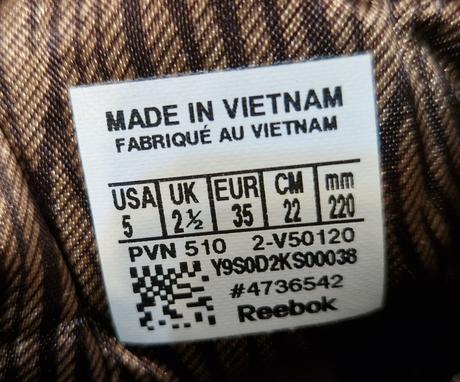 MADE IN VIETNAM
FABRIQUÉ AU VIETNAM
USA UK EUR CM mm
5 2½ 35 22 220
PVN 510 2-V50120
Y9S0D2KS00038
#4736542
Reebok